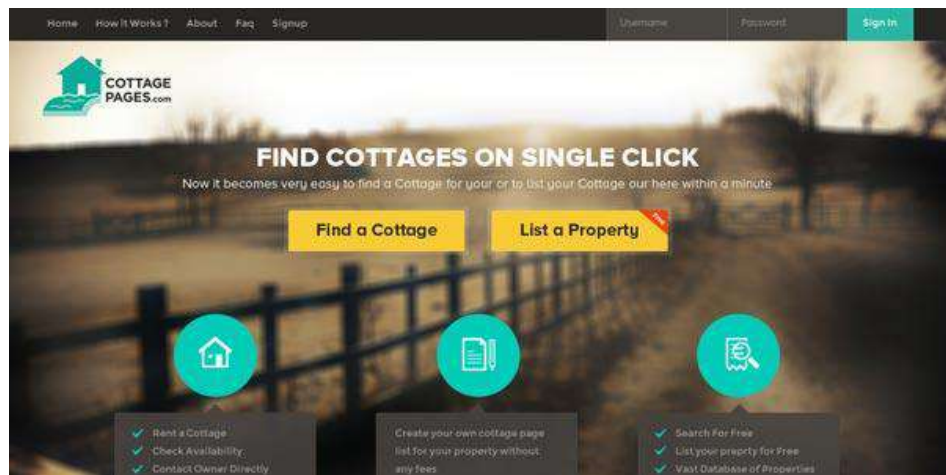 Home How it Works ? About Faq Signup Username Password Sign In
COTTAGE
PAGES.com
FIND COTTAGES ON SINGLE CLICK
Now it becomes very easy to find a Cottage for your or to list your Cottage our here within a minute
Find a Cottage
List a Property
Free
Rent a Cottage
Check Availability
Contact Owner Directly
Create your own cottage page
list for your property without
any fees
Search For Free
List your preprty for Free
Vast Database of Properties